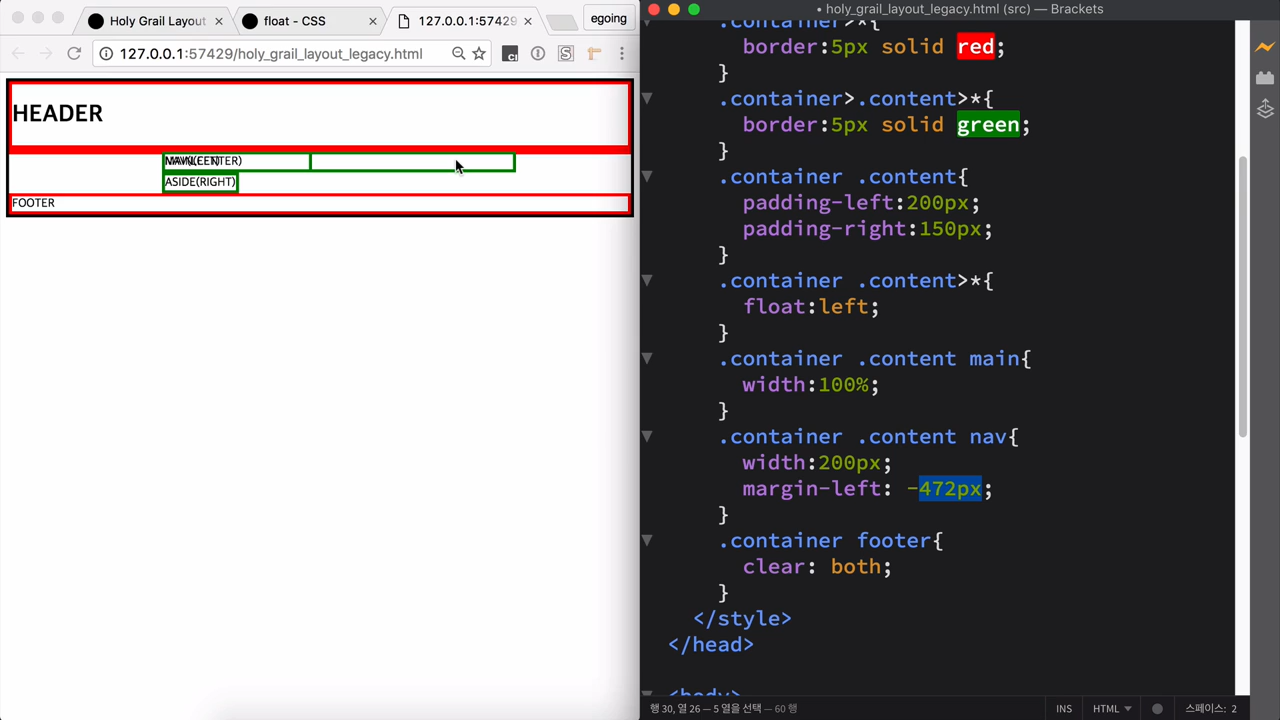 Holy Grail Layout
float - CSS
127.0.0.1:57429
egoing
127.0.0.1:57429/holy_grail_layout_legacy.html
HEADER
ASIDE(RIGHT)
FOOTER
• holy_grail_layout_legacy.html (src) — Brackets
.container>*{
border:5px solid red;
}
.container>.content>*{
border:5px solid green;
}
.container .content{
padding-left:200px;
padding-right:150px;
}
.container .content>*{
float:left;
}
.container .content main{
width:100%;
}
.container .content nav{
width:200px;
margin-left: -472px;
}
.container footer{
clear: both;
}
</style>
</head>
<body>
행 30, 열 26 — 5 열을 선택 — 60 행
INS
HTML
스페이스: 2